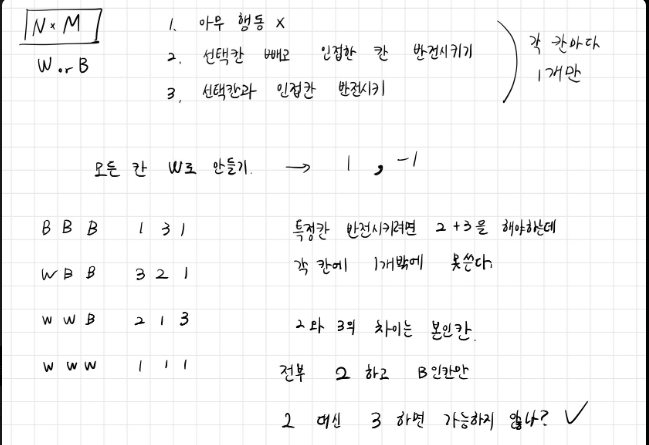 N × M
W or B
1. 아무 행동 X
2. 선택칸 빼고 인접한 칸 반전시키기
3. 선택칸과 인접칸 반전시키
각 칸마다
1개만
모든 칸 W로 만들기. → 1, -1
B B B 1 3 1
W B B 3 2 1
W W B 2 1 3
W W W 1 1 1
특정칸 반전시키려면 2+3을 해야하는데
각 칸에 1개밖에 못쓴다.
2와 3의 차이는 본인칸.
전부 2 하고 B인칸만
2 대신 3 하면 가능하지 않나? ✓